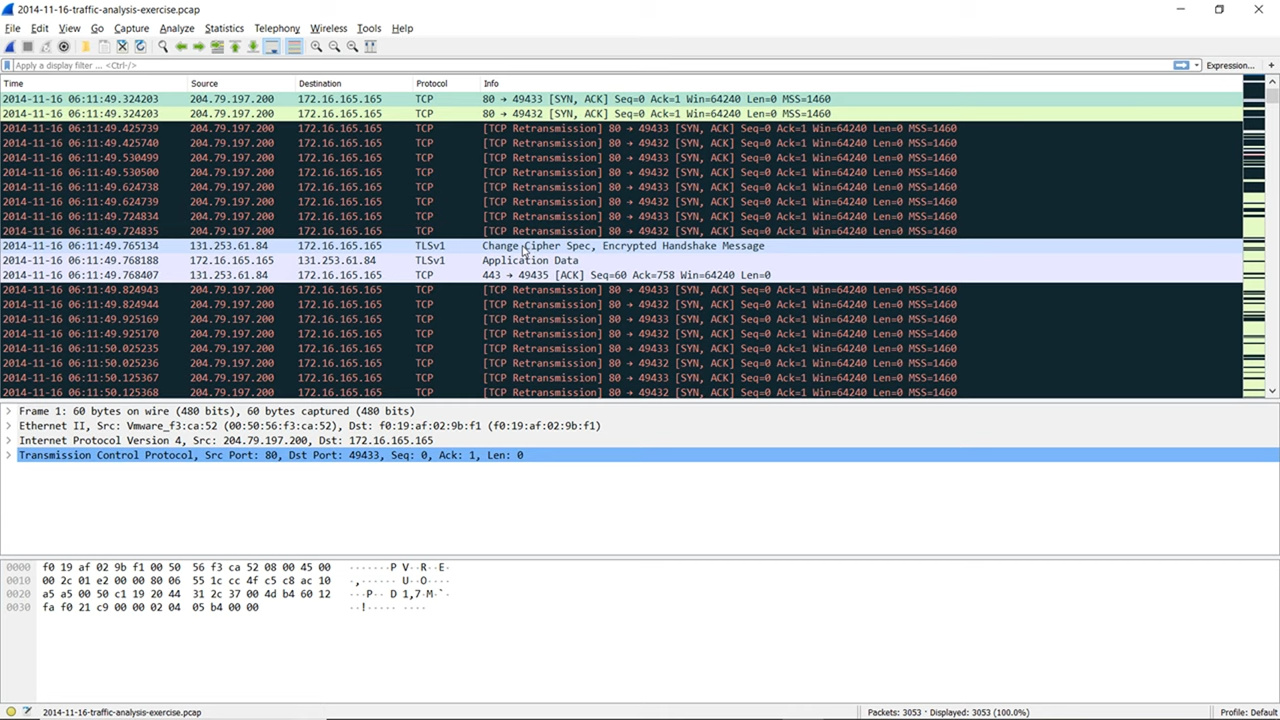 2014-11-16-traffic-analysis-exercise.pcap
File Edit View Go Capture Analyze Statistics Telephony Wireless Tools Help
Apply a display filter ... <Ctrl-/> Expression... +
Time Source Destination Protocol Info
2014-11-16 06:11:49.324203 204.79.197.200 172.16.165.165 TCP 80 → 49433 [SYN, ACK] Seq=0 Ack=1 Win=64240 Len=0 MSS=1460
2014-11-16 06:11:49.324203 204.79.197.200 172.16.165.165 TCP 80 → 49432 [SYN, ACK] Seq=0 Ack=1 Win=64240 Len=0 MSS=1460
2014-11-16 06:11:49.425739 204.79.197.200 172.16.165.165 TCP [TCP Retransmission] 80 → 49433 [SYN, ACK] Seq=0 Ack=1 Win=64240 Len=0 MSS=1460
2014-11-16 06:11:49.425740 204.79.197.200 172.16.165.165 TCP [TCP Retransmission] 80 → 49432 [SYN, ACK] Seq=0 Ack=1 Win=64240 Len=0 MSS=1460
2014-11-16 06:11:49.530499 204.79.197.200 172.16.165.165 TCP [TCP Retransmission] 80 → 49433 [SYN, ACK] Seq=0 Ack=1 Win=64240 Len=0 MSS=1460
2014-11-16 06:11:49.530500 204.79.197.200 172.16.165.165 TCP [TCP Retransmission] 80 → 49432 [SYN, ACK] Seq=0 Ack=1 Win=64240 Len=0 MSS=1460
2014-11-16 06:11:49.624738 204.79.197.200 172.16.165.165 TCP [TCP Retransmission] 80 → 49433 [SYN, ACK] Seq=0 Ack=1 Win=64240 Len=0 MSS=1460
2014-11-16 06:11:49.624739 204.79.197.200 172.16.165.165 TCP [TCP Retransmission] 80 → 49432 [SYN, ACK] Seq=0 Ack=1 Win=64240 Len=0 MSS=1460
2014-11-16 06:11:49.724834 204.79.197.200 172.16.165.165 TCP [TCP Retransmission] 80 → 49433 [SYN, ACK] Seq=0 Ack=1 Win=64240 Len=0 MSS=1460
2014-11-16 06:11:49.724835 204.79.197.200 172.16.165.165 TCP [TCP Retransmission] 80 → 49432 [SYN, ACK] Seq=0 Ack=1 Win=64240 Len=0 MSS=1460
2014-11-16 06:11:49.765134 131.253.61.84 172.16.165.165 TLSv1 Change Cipher Spec, Encrypted Handshake Message
2014-11-16 06:11:49.768188 172.16.165.165 131.253.61.84 TLSv1 Application Data
2014-11-16 06:11:49.768407 131.253.61.84 172.16.165.165 TCP 443 → 49435 [ACK] Seq=60 Ack=758 Win=64240 Len=0
2014-11-16 06:11:49.824943 204.79.197.200 172.16.165.165 TCP [TCP Retransmission] 80 → 49433 [SYN, ACK] Seq=0 Ack=1 Win=64240 Len=0 MSS=1460
2014-11-16 06:11:49.824944 204.79.197.200 172.16.165.165 TCP [TCP Retransmission] 80 → 49432 [SYN, ACK] Seq=0 Ack=1 Win=64240 Len=0 MSS=1460
2014-11-16 06:11:49.925169 204.79.197.200 172.16.165.165 TCP [TCP Retransmission] 80 → 49433 [SYN, ACK] Seq=0 Ack=1 Win=64240 Len=0 MSS=1460
2014-11-16 06:11:49.925170 204.79.197.200 172.16.165.165 TCP [TCP Retransmission] 80 → 49432 [SYN, ACK] Seq=0 Ack=1 Win=64240 Len=0 MSS=1460
2014-11-16 06:11:50.025235 204.79.197.200 172.16.165.165 TCP [TCP Retransmission] 80 → 49433 [SYN, ACK] Seq=0 Ack=1 Win=64240 Len=0 MSS=1460
2014-11-16 06:11:50.025236 204.79.197.200 172.16.165.165 TCP [TCP Retransmission] 80 → 49432 [SYN, ACK] Seq=0 Ack=1 Win=64240 Len=0 MSS=1460
2014-11-16 06:11:50.125367 204.79.197.200 172.16.165.165 TCP [TCP Retransmission] 80 → 49433 [SYN, ACK] Seq=0 Ack=1 Win=64240 Len=0 MSS=1460
2014-11-16 06:11:50.125368 204.79.197.200 172.16.165.165 TCP [TCP Retransmission] 80 → 49432 [SYN, ACK] Seq=0 Ack=1 Win=64240 Len=0 MSS=1460
Frame 1: 60 bytes on wire (480 bits), 60 bytes captured (480 bits)
Ethernet II, Src: Vmware_f3:ca:52 (00:50:56:f3:ca:52), Dst: f0:19:af:02:9b:f1 (f0:19:af:02:9b:f1)
Internet Protocol Version 4, Src: 204.79.197.200, Dst: 172.16.165.165
Transmission Control Protocol, Src Port: 80, Dst Port: 49433, Seq: 0, Ack: 1, Len: 0
0000 f0 19 af 02 9b f1 00 50 56 f3 ca 52 08 00 45 00 ·······P V··R··E·
0010 00 2c 01 e2 00 00 80 06 55 1c cc 4f c5 c8 ac 10 ·,······ U··O····
0020 a5 a5 00 50 c1 19 20 44 31 2c 37 00 4d b4 60 12 ···P·· D 1,7·M·`·
0030 fa f0 21 c9 00 00 02 04 05 b4 00 00 ··!····· ····
2014-11-16-traffic-analysis-exercise.pcap Packets: 3053 · Displayed: 3053 (100.0%) Profile: Default